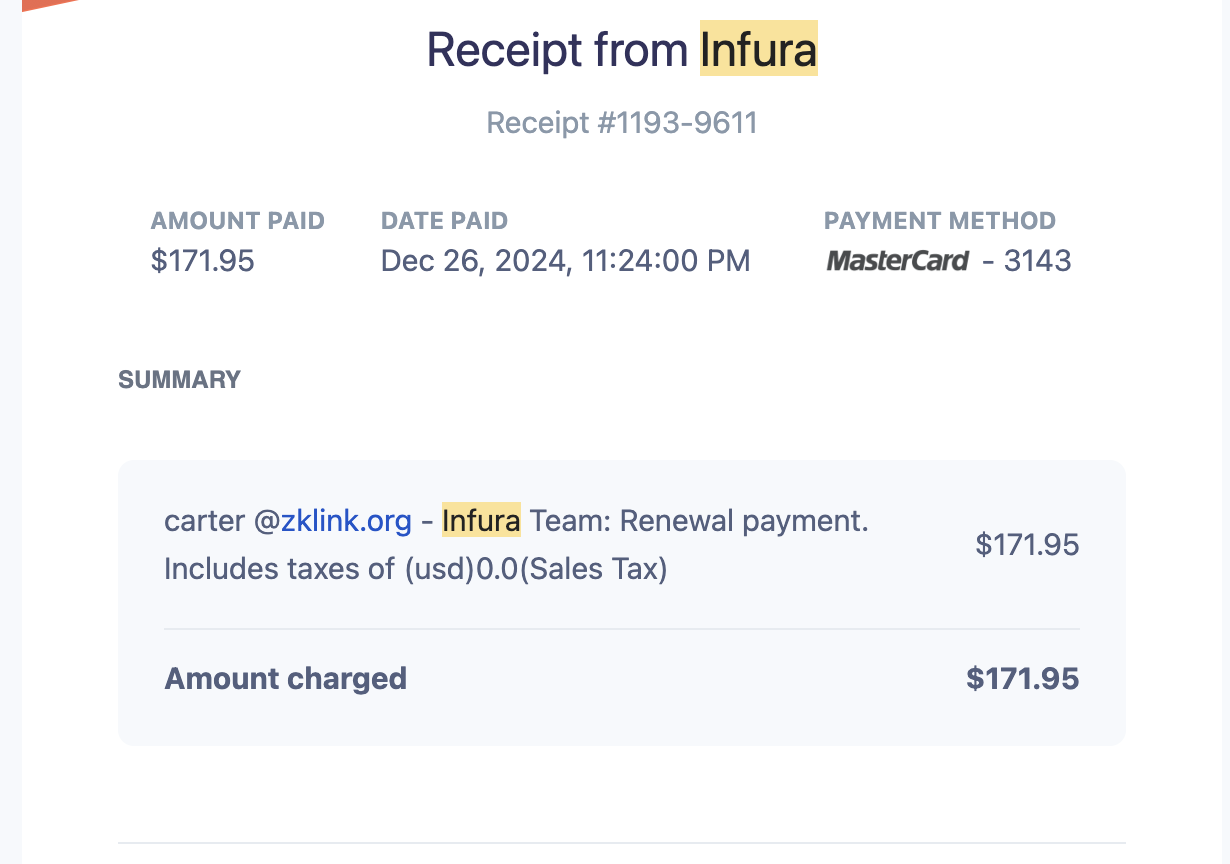 Receipt from Infura
Receipt #1193-9611
AMOUNT PAID DATE PAID PAYMENT METHOD
$171.95 Dec 26, 2024, 11:24:00 PM MasterCard - 3143
SUMMARY
carter @zklink.org - Infura Team: Renewal payment.
Includes taxes of (usd)0.0(Sales Tax)
$171.95
Amount charged $171.95